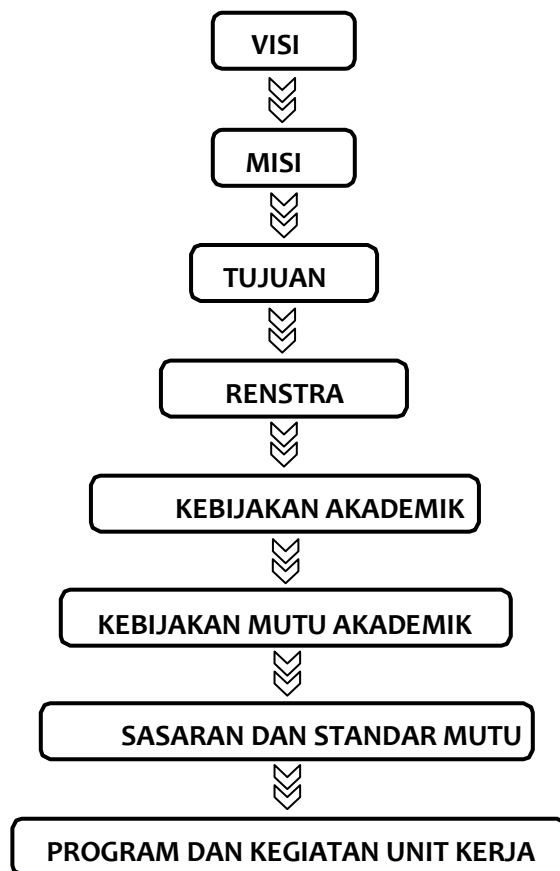 VISI
MISI
TUJUAN
RENSTRA
KEBIJAKAN AKADEMIK
KEBIJAKAN MUTU AKADEMIK
SASARAN DAN STANDAR MUTU
PROGRAM DAN KEGIATAN UNIT KERJA